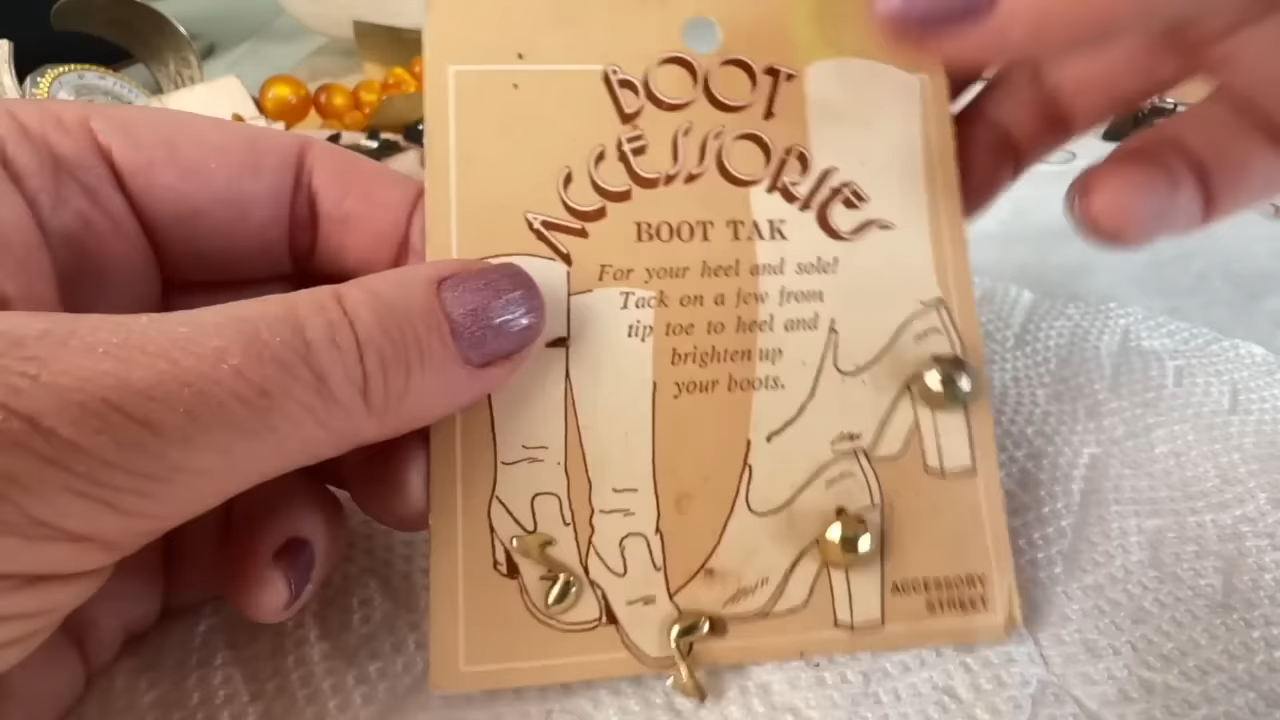 BOOT
ACCESSORIES
BOOT TAK
For your heel and sole!
Tack on a few from
tip toe to heel and
brighten up
your boots.
ACCESSORY
STREET